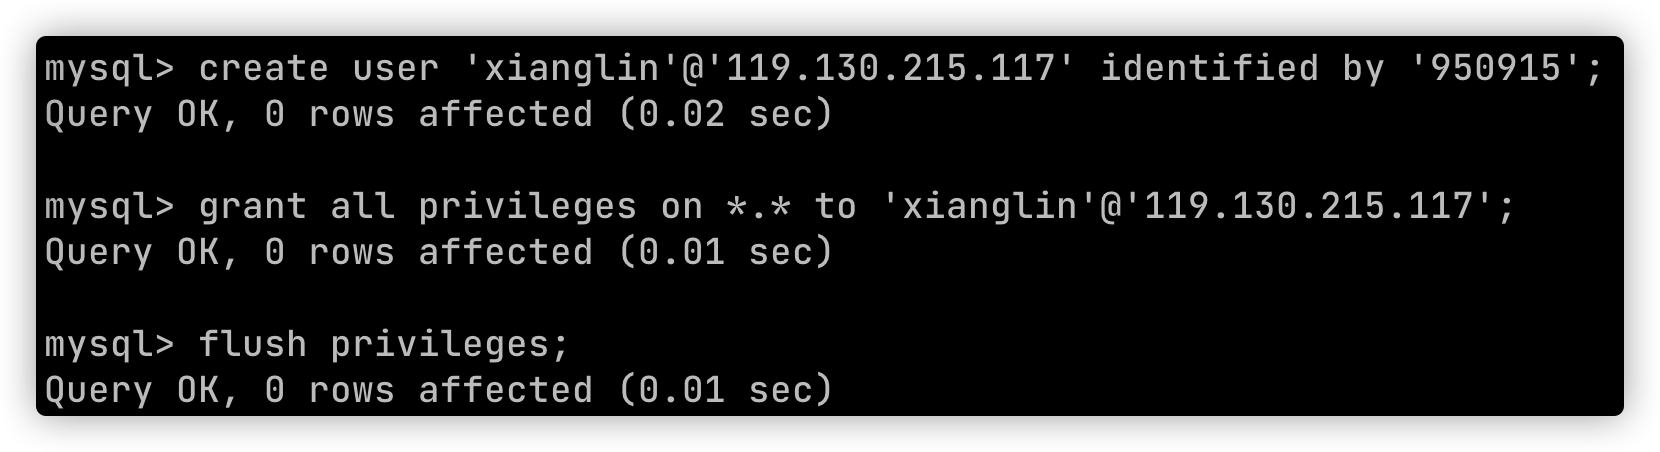 mysql> create user 'xianglin'@'119.130.215.117' identified by '950915';
Query OK, 0 rows affected (0.02 sec)
mysql> grant all privileges on *.* to 'xianglin'@'119.130.215.117';
Query OK, 0 rows affected (0.01 sec)
mysql> flush privileges;
Query OK, 0 rows affected (0.01 sec)